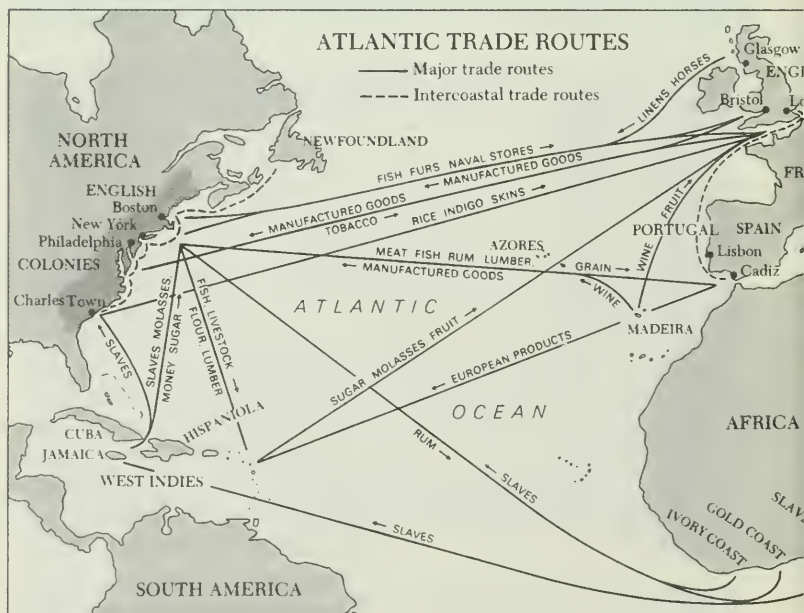 ATLANTIC TRADE ROUTES
Major trade routes
Intercoastal trade routes
Glasgow
ENGL
Bristol
Lo
LINENS HORSES
NORTH
AMERICA
NEWFOUNDLAND
FISH FURS NAVAL STORES
MANUFACTURED GOODS
FR
ENGLISH
Boston
New York
Philadelphia
COLONIES
MANUFACTURED GOODS
TOBACCO
RICE INDIGO SKINS
WINE FRUIT
PORTUGAL
SPAIN
Lisbon
Cadiz
MEAT FISH RUM LUMBER
AZORES
GRAIN
MANUFACTURED GOODS
WINE
Charles Town
ATLANTIC
MADEIRA
SLAVES
SLAVES MOLASSES
MONEY SUGAR
FISH LIVESTOCK
FLOUR, LUMBER
SUGAR MOLASSES FRUIT
EUROPEAN PRODUCTS
OCEAN
AFRICA
CUBA
JAMAICA
HISPANIOLA
WEST INDIES
RUM
SLAVES
SLAVES
GOLD COAST
IVORY COAST
SLAV
SOUTH AMERICA